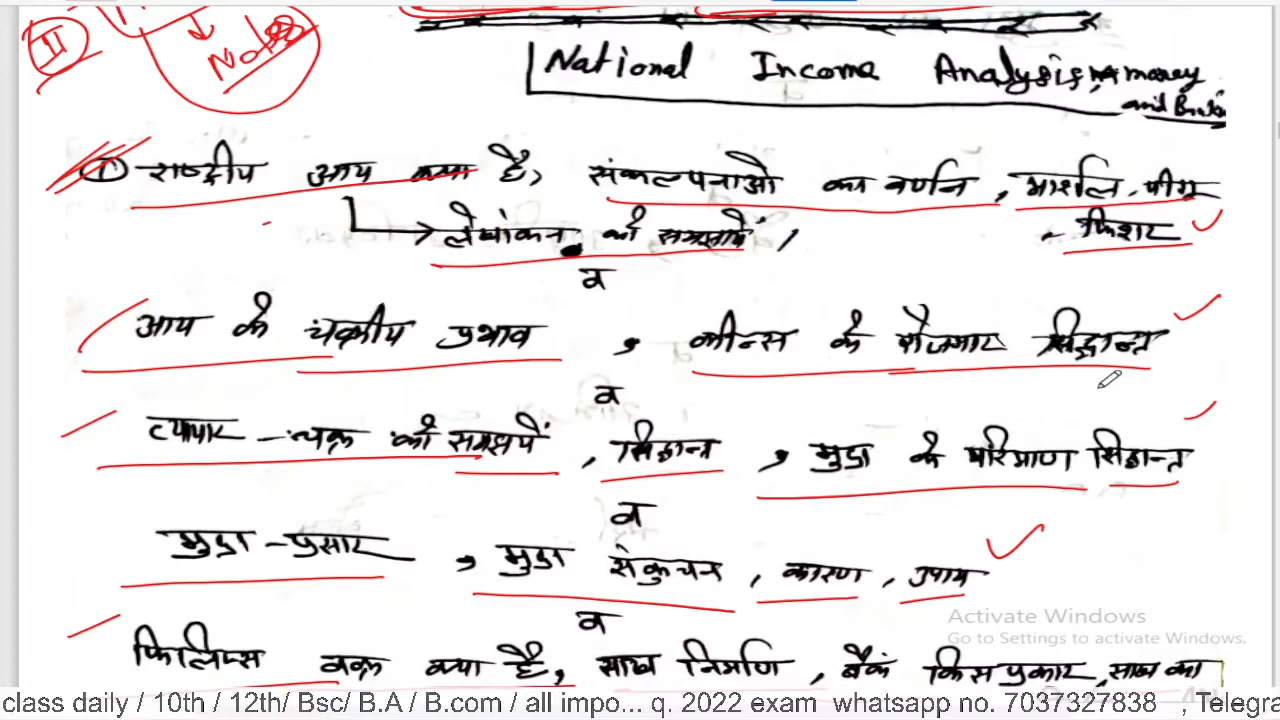 II
Notes
National Income Analysis, money
and
① राष्ट्रीय आय क्या है, संकल्पनाओ का वर्णन, मार्शल - पीगू
- फिशर
लेखांकन की समस्यायें,
व
आय के चक्रीय प्रभाव, कीन्स के रोजगार सिद्धान्त
व
व्यापार - चक्र की समस्यें, सिद्धान्त, मुद्रा के परिमाण सिद्धान्त
व
मुद्रा - प्रसार, मुद्रा संकुचन, कारण, उपाय
व
फिलिप्स वक्र क्या है, साख निर्माण, बैंक किस प्रकार, साख का
Activate Windows
Go to Settings to activate Windows.
class daily / 10th / 12th/ Bsc/ B.A / B.com / all impo... q. 2022 exam whatsapp no. 7037327838 , Telegra